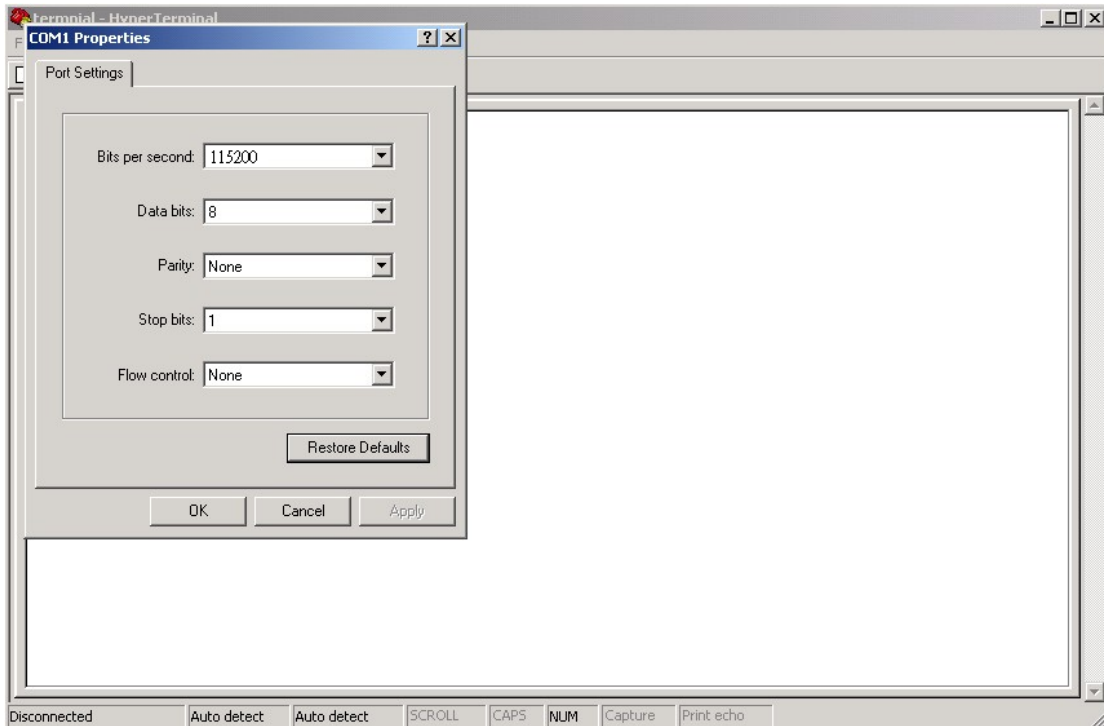 termpial - HyperTerminal
COM1 Properties
F
Port Settings
Bits per second: 115200
Data bits: 8
Parity: None
Stop bits: 1
Flow control: None
Restore Defaults
OK Cancel Apply
Disconnected Auto detect Auto detect SCROLL CAPS NUM Capture Print echo